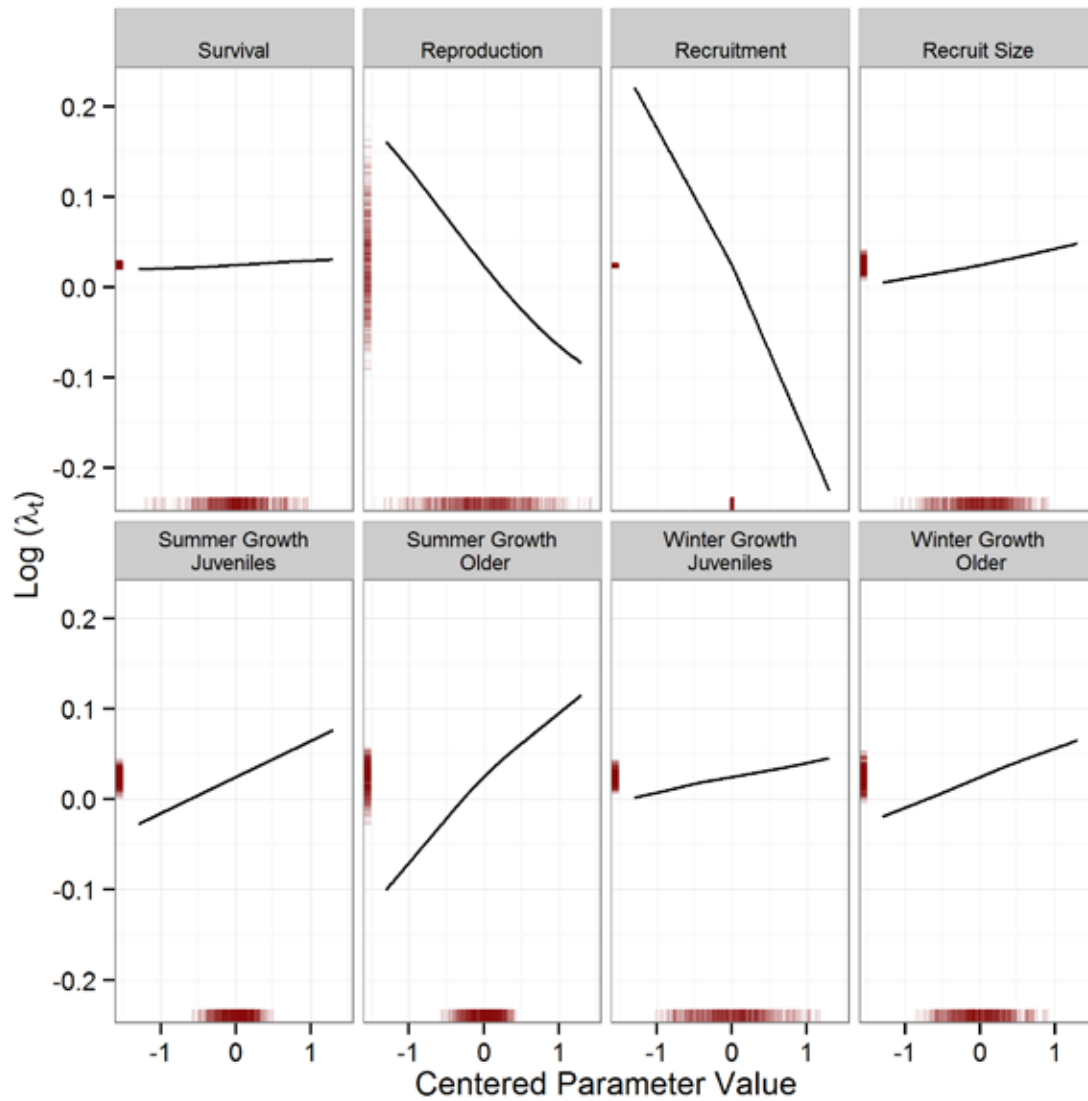 Survival Reproduction Recruitment Recruit Size
0.2
0.1
0.0
-0.1
-0.2
Log (λt)
Summer Growth Juveniles
Summer Growth Older
Winter Growth Juveniles
Winter Growth Older
0.2
0.1
0.0
-0.1
-0.2
-1 0 1 -1 0 1 -1 0 1 -1 0 1
Centered Parameter Value